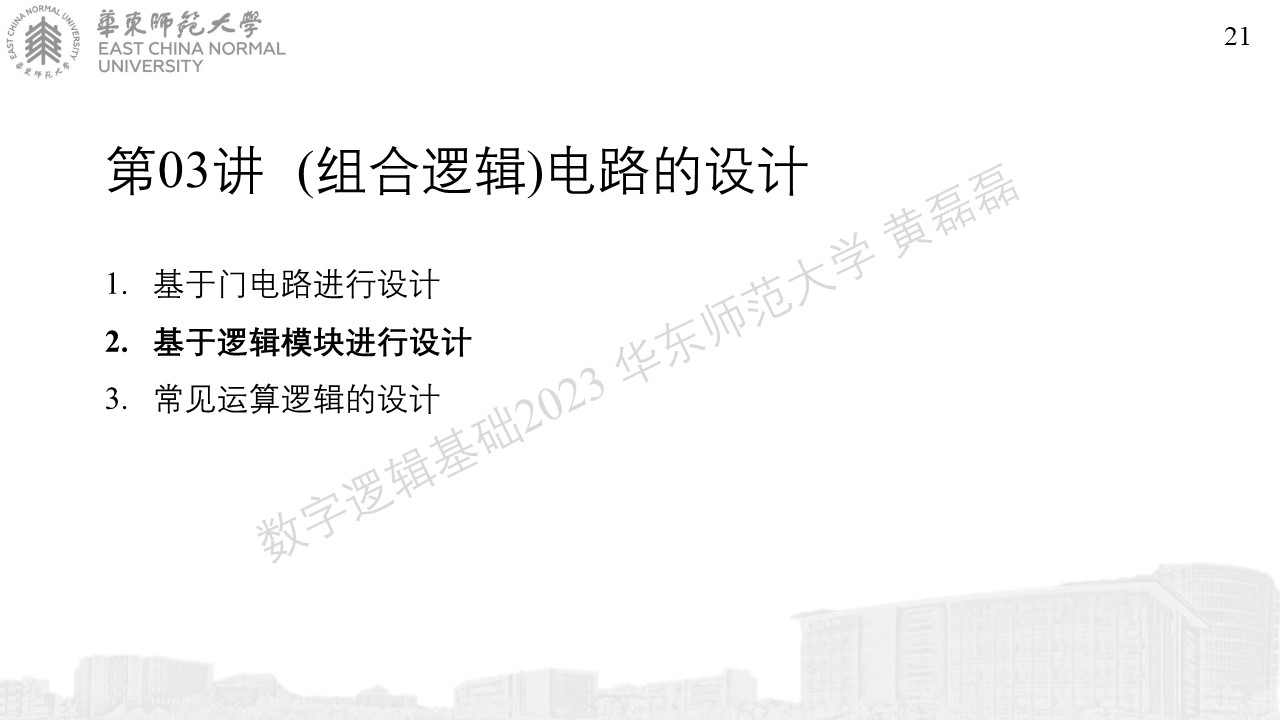 EAST CHINA NORMAL UNIVERSITY
華東師范大學
華東師范大學
EAST CHINA NORMAL
UNIVERSITY
21
第03讲 (组合逻辑)电路的设计
1. 基于门电路进行设计
2. 基于逻辑模块进行设计
3. 常见运算逻辑的设计
数字逻辑基础2023 华东师范大学 黄磊磊